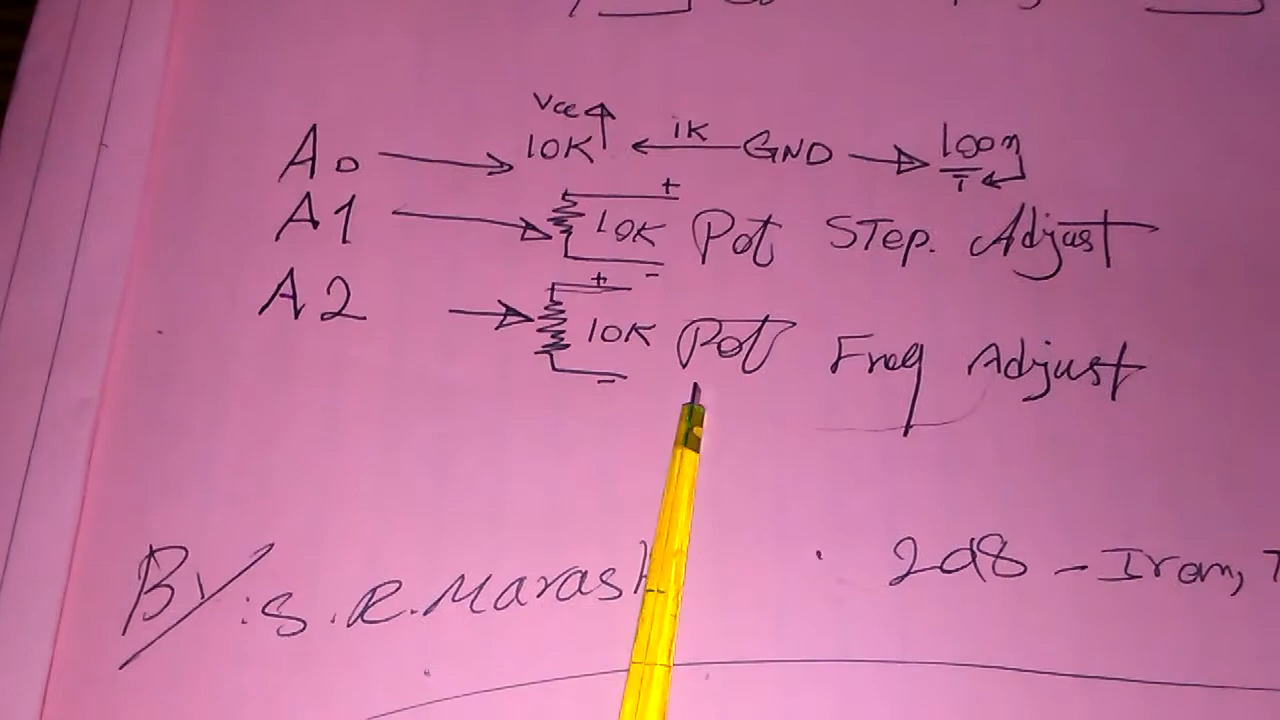 Vcc
A0 10K 1K GND 100n
+
A1 10K Pot STep. Adjust
-
+
A2 10K Pot Freq Adjust
-
By: S.R.Marash
- Iran,